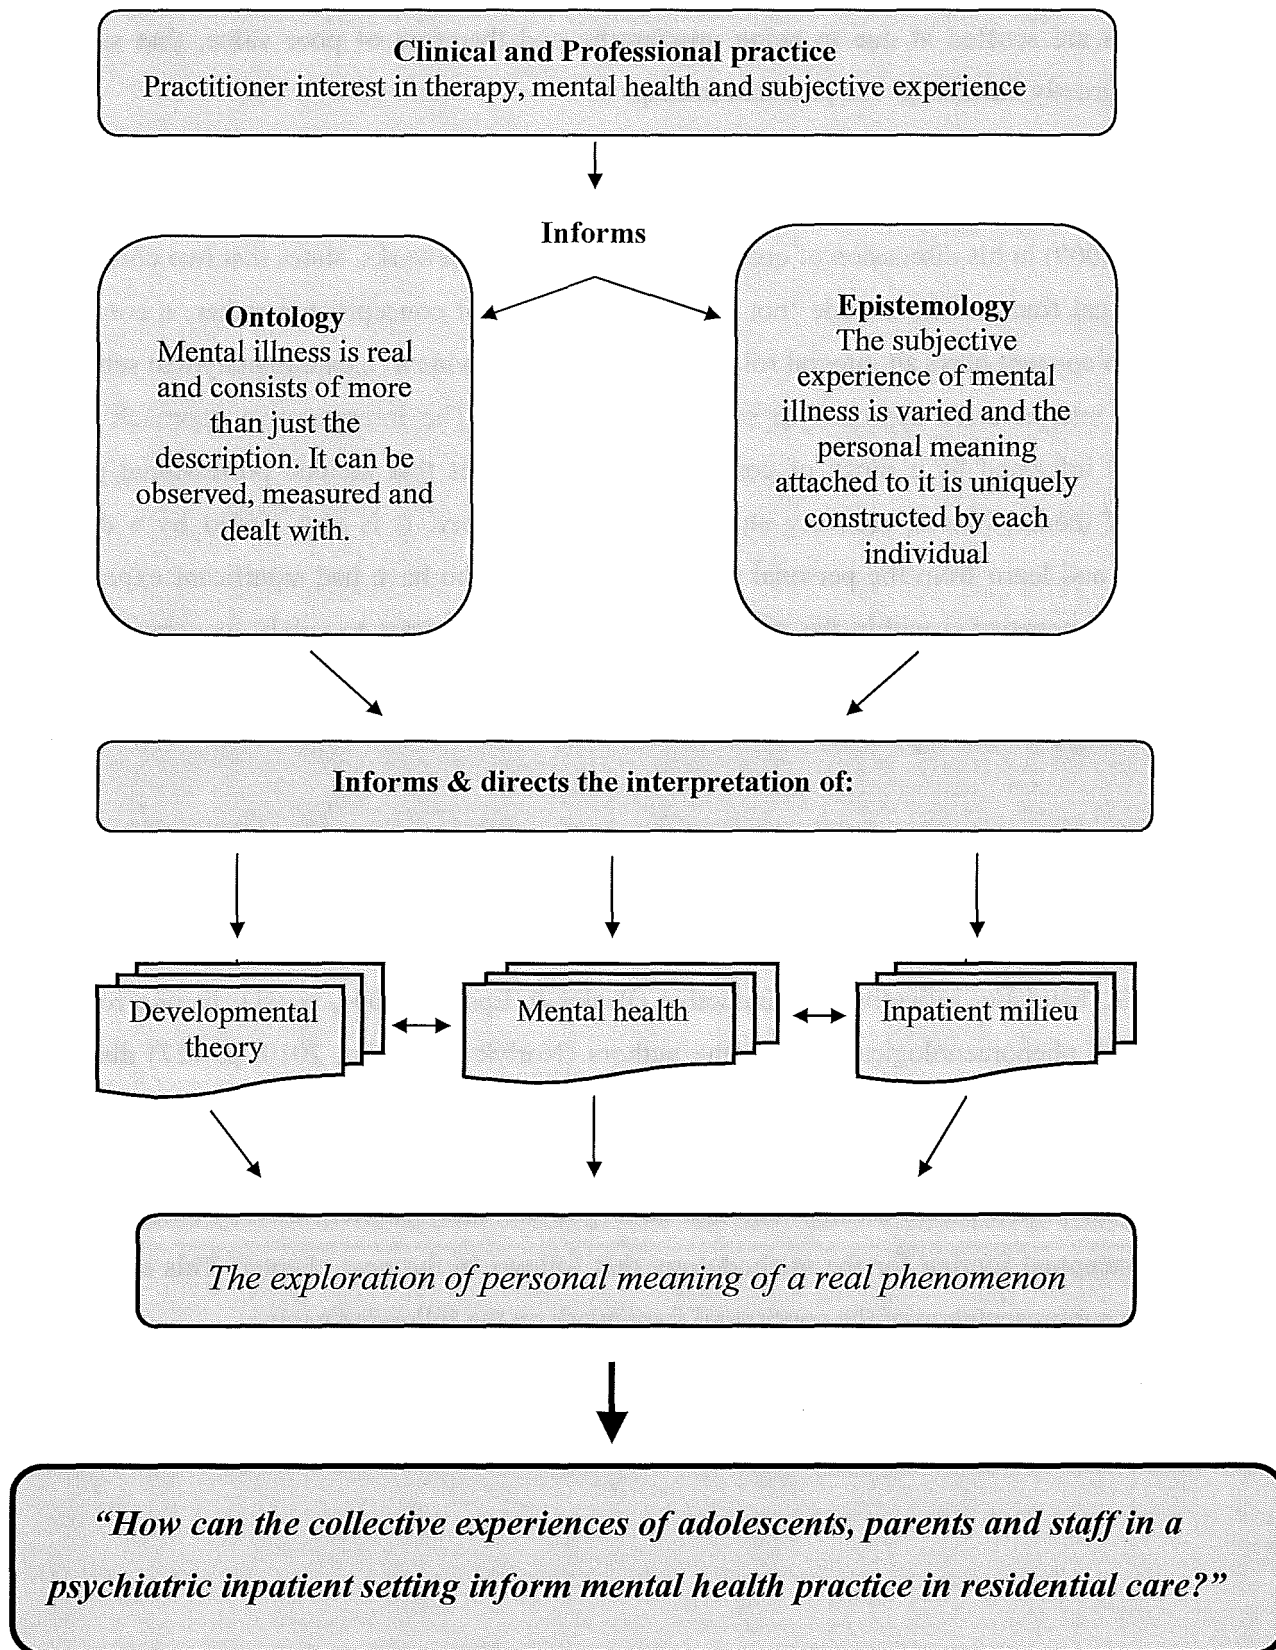 Clinical and Professional practice
Practitioner interest in therapy, mental health and subjective experience
Informs
Ontology
Mental illness is real
and consists of more
than just the
description. It can be
observed, measured and
dealt with.
Epistemology
The subjective
experience of mental
illness is varied and the
personal meaning
attached to it is uniquely
constructed by each
individual
Informs & directs the interpretation of:
Developmental
theory
Mental health
Inpatient milieu
The exploration of personal meaning of a real phenomenon
“How can the collective experiences of adolescents, parents and staff in a
psychiatric inpatient setting inform mental health practice in residential care?”